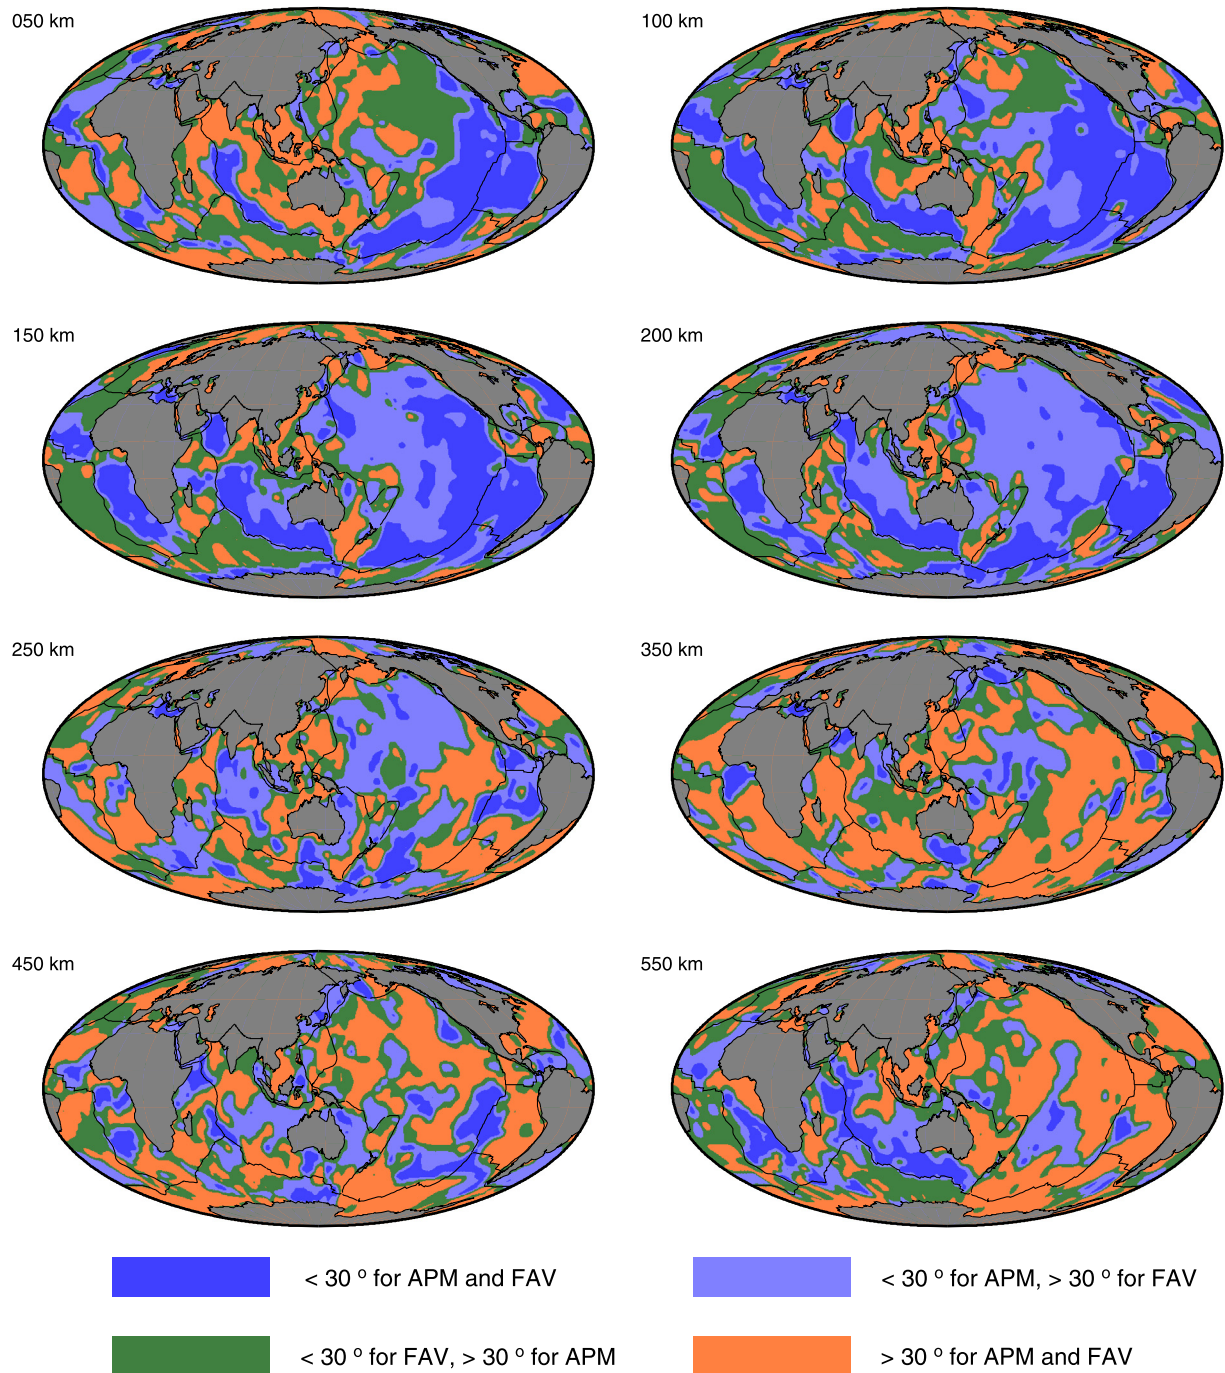 050 km
100 km
150 km
200 km
250 km
350 km
450 km
550 km
< 30 º for APM and FAV
< 30 º for APM, > 30 º for FAV
< 30 º for FAV, > 30 º for APM
> 30 º for APM and FAV